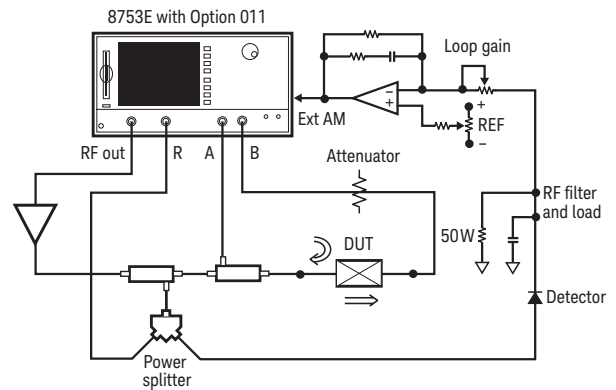 8753E with Option 011
Loop gain
+
−
+
Ext AM
REF
−
RF out
R
A
B
Attenuator
RF filter
and load
50W
DUT
Detector
Power
splitter